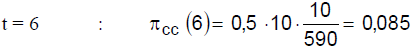 t = 6 : π_CC (6) = 0,5 · 10 · 10/590 = 0,085